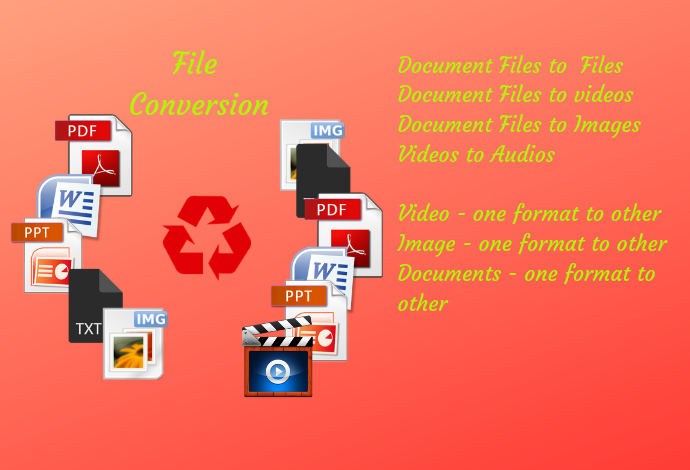 File
Conversion
Document Files to Files
Document Files to videos
Document Files to Images
Videos to Audios
Video - one format to other
Image - one format to other
Documents - one format to
other
PDF
W
PPT
TXT
IMG
IMG
PDF
W
PPT